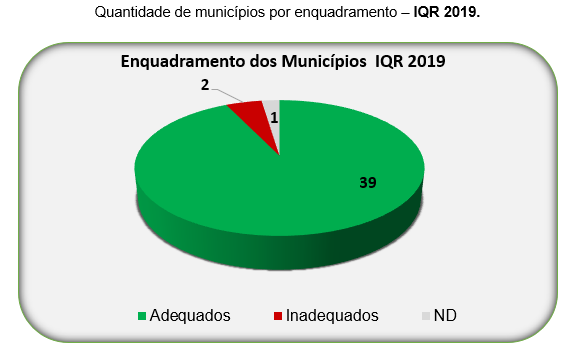 Quantidade de municípios por enquadramento – IQR 2019.
Enquadramento dos Municípios IQR 2019
2
1
39
Adequados Inadequados ND